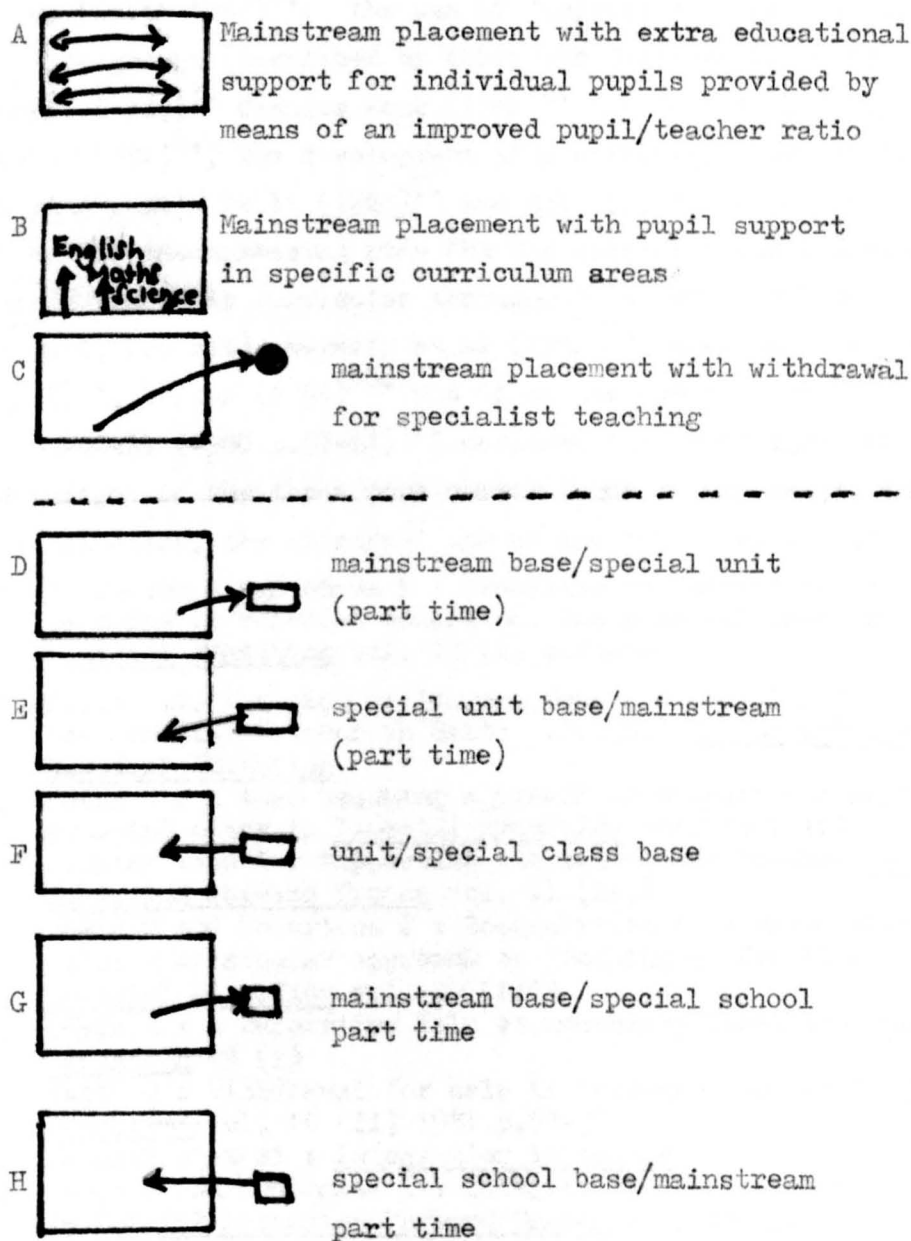 A Mainstream placement with extra educational
support for individual pupils provided by
means of an improved pupil/teacher ratio
B Mainstream placement with pupil support
in specific curriculum areas
English
Maths
Science
C mainstream placement with withdrawal
for specialist teaching
D mainstream base/special unit
(part time)
E special unit base/mainstream
(part time)
F unit/special class base
G mainstream base/special school
part time
H special school base/mainstream
part time